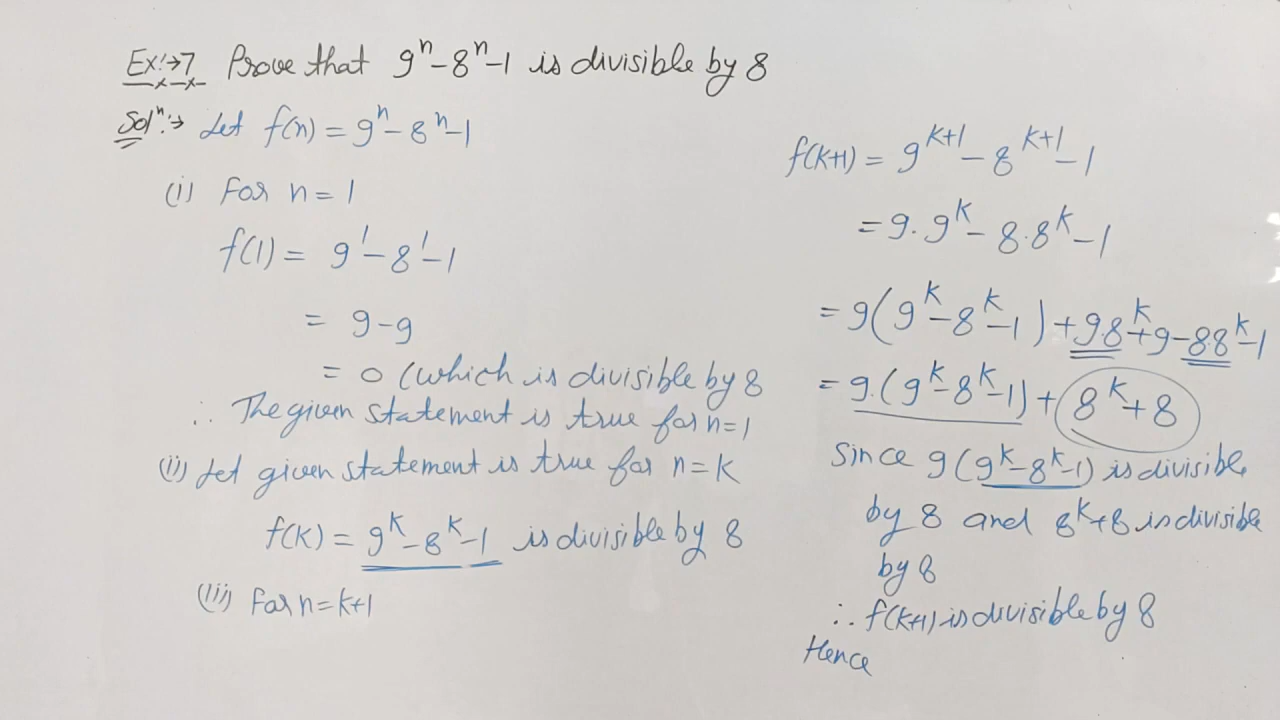 Ex:→7 Prove that 9ⁿ-8ⁿ-1 is divisible by 8
Solⁿ:→ Let f(n) = 9ⁿ-8ⁿ-1
(i) For n=1
f(1) = 9¹-8¹-1
= 9-9
= 0 (which is divisible by 8
∴ The given statement is true for n=1
(ii) Let given statement is true for n=k
f(k) = 9ᵏ-8ᵏ-1 is divisible by 8
(iii) For n=k+1
f(k+1) = 9ᵏ⁺¹-8ᵏ⁺¹-1
= 9.9ᵏ-8.8ᵏ-1
= 9(9ᵏ-8ᵏ-1)+9.8ᵏ+9-8.8ᵏ-1
= 9.(9ᵏ-8ᵏ-1)+8ᵏ+8
Since 9(9ᵏ-8ᵏ-1) is divisible
by 8 and 8ᵏ+8 is divisible
by 8
∴ f(k+1) is divisible by 8
Hence